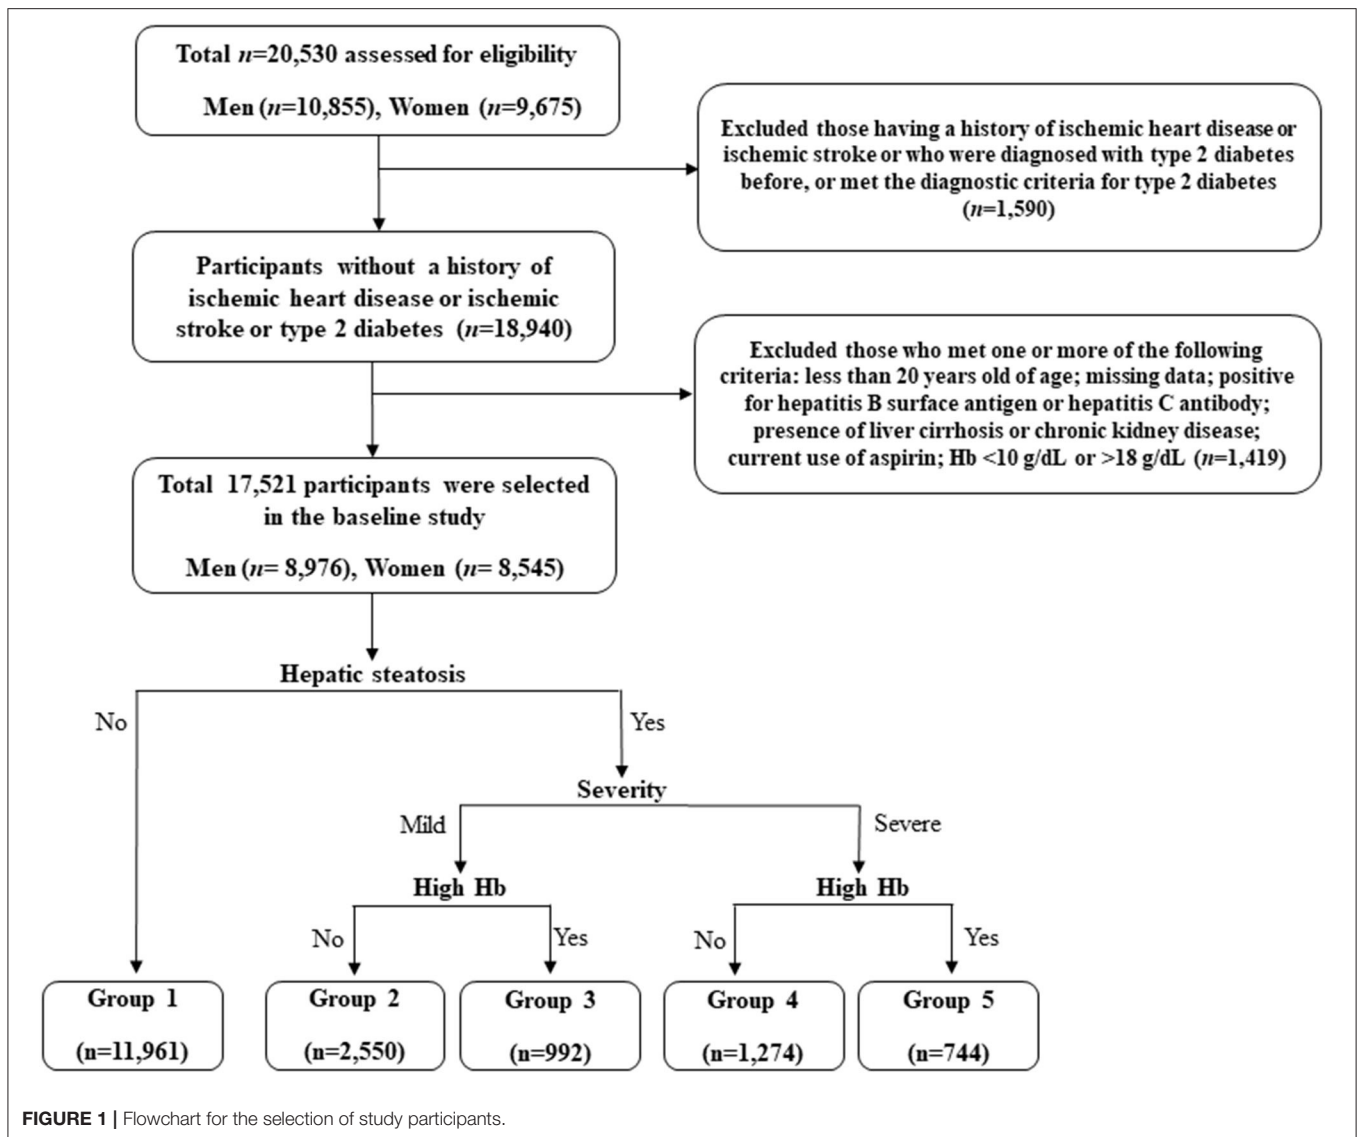 Total n=20,530 assessed for eligibility
Men (n=10,855), Women (n=9,675)
Excluded those having a history of ischemic heart disease or
ischemic stroke or who were diagnosed with type 2 diabetes
before, or met the diagnostic criteria for type 2 diabetes
(n=1,590)
Participants without a history of
ischemic heart disease or ischemic
stroke or type 2 diabetes (n=18,940)
Excluded those who met one or more of the following
criteria: less than 20 years old of age; missing data; positive
for hepatitis B surface antigen or hepatitis C antibody;
presence of liver cirrhosis or chronic kidney disease;
current use of aspirin; Hb <10 g/dL or >18 g/dL (n=1,419)
Total 17,521 participants were selected
in the baseline study
Men (n= 8,976), Women (n= 8,545)
Hepatic steatosis
No
Yes
Severity
Mild
Severe
High Hb
High Hb
No
Yes
No
Yes
Group 1
(n=11,961)
Group 2
(n=2,550)
Group 3
(n=992)
Group 4
(n=1,274)
Group 5
(n=744)
FIGURE 1 | Flowchart for the selection of study participants.